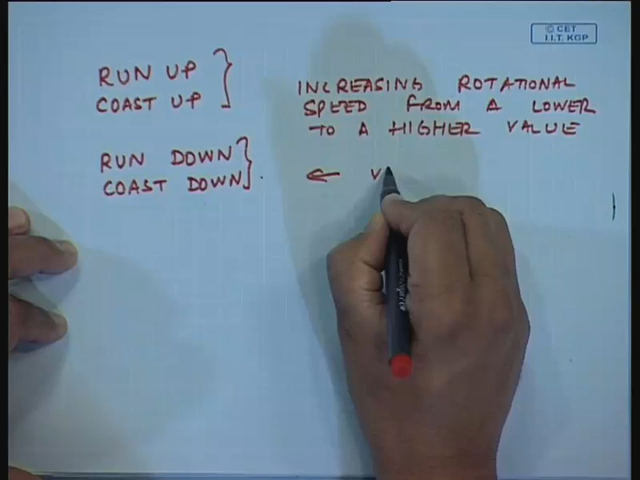 © CET
I.I.T. KGP
RUN UP
COAST UP
INCREASING ROTATIONAL
SPEED FROM A LOWER
TO A HIGHER VALUE
RUN DOWN
COAST DOWN
← V